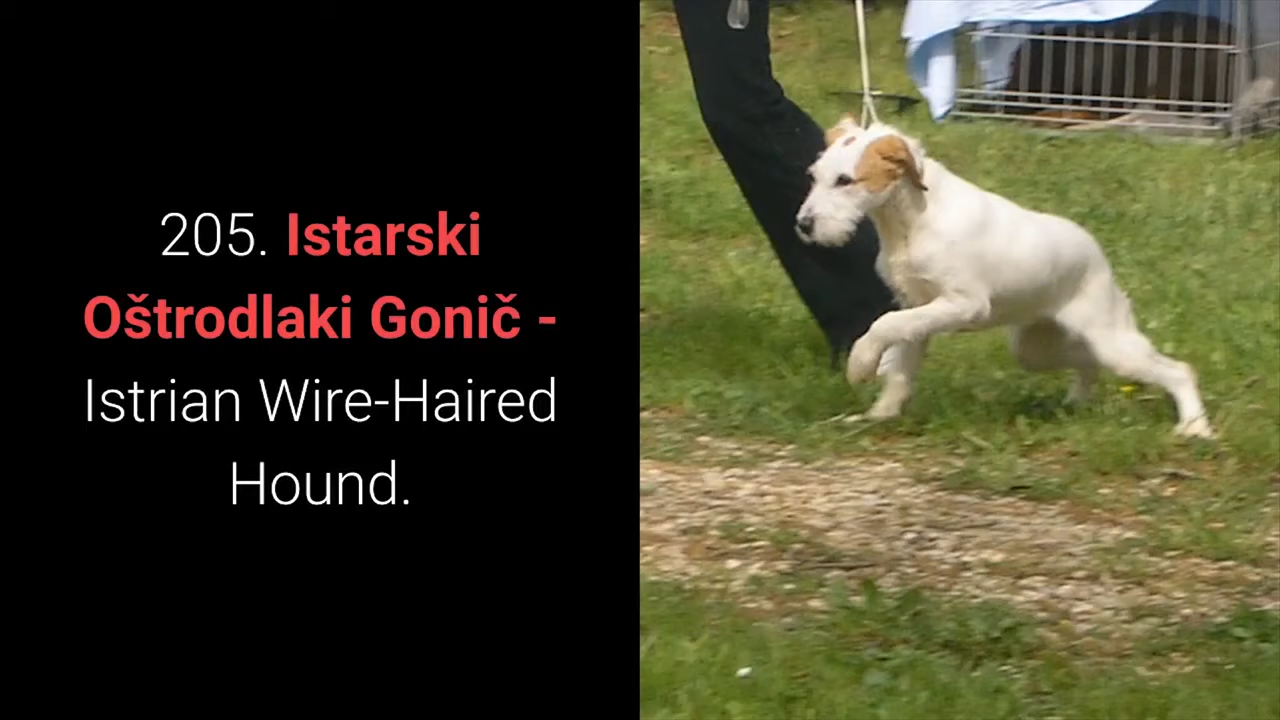 205. Istarski
Oštrodlaki Gonič -
Istrian Wire-Haired
Hound.